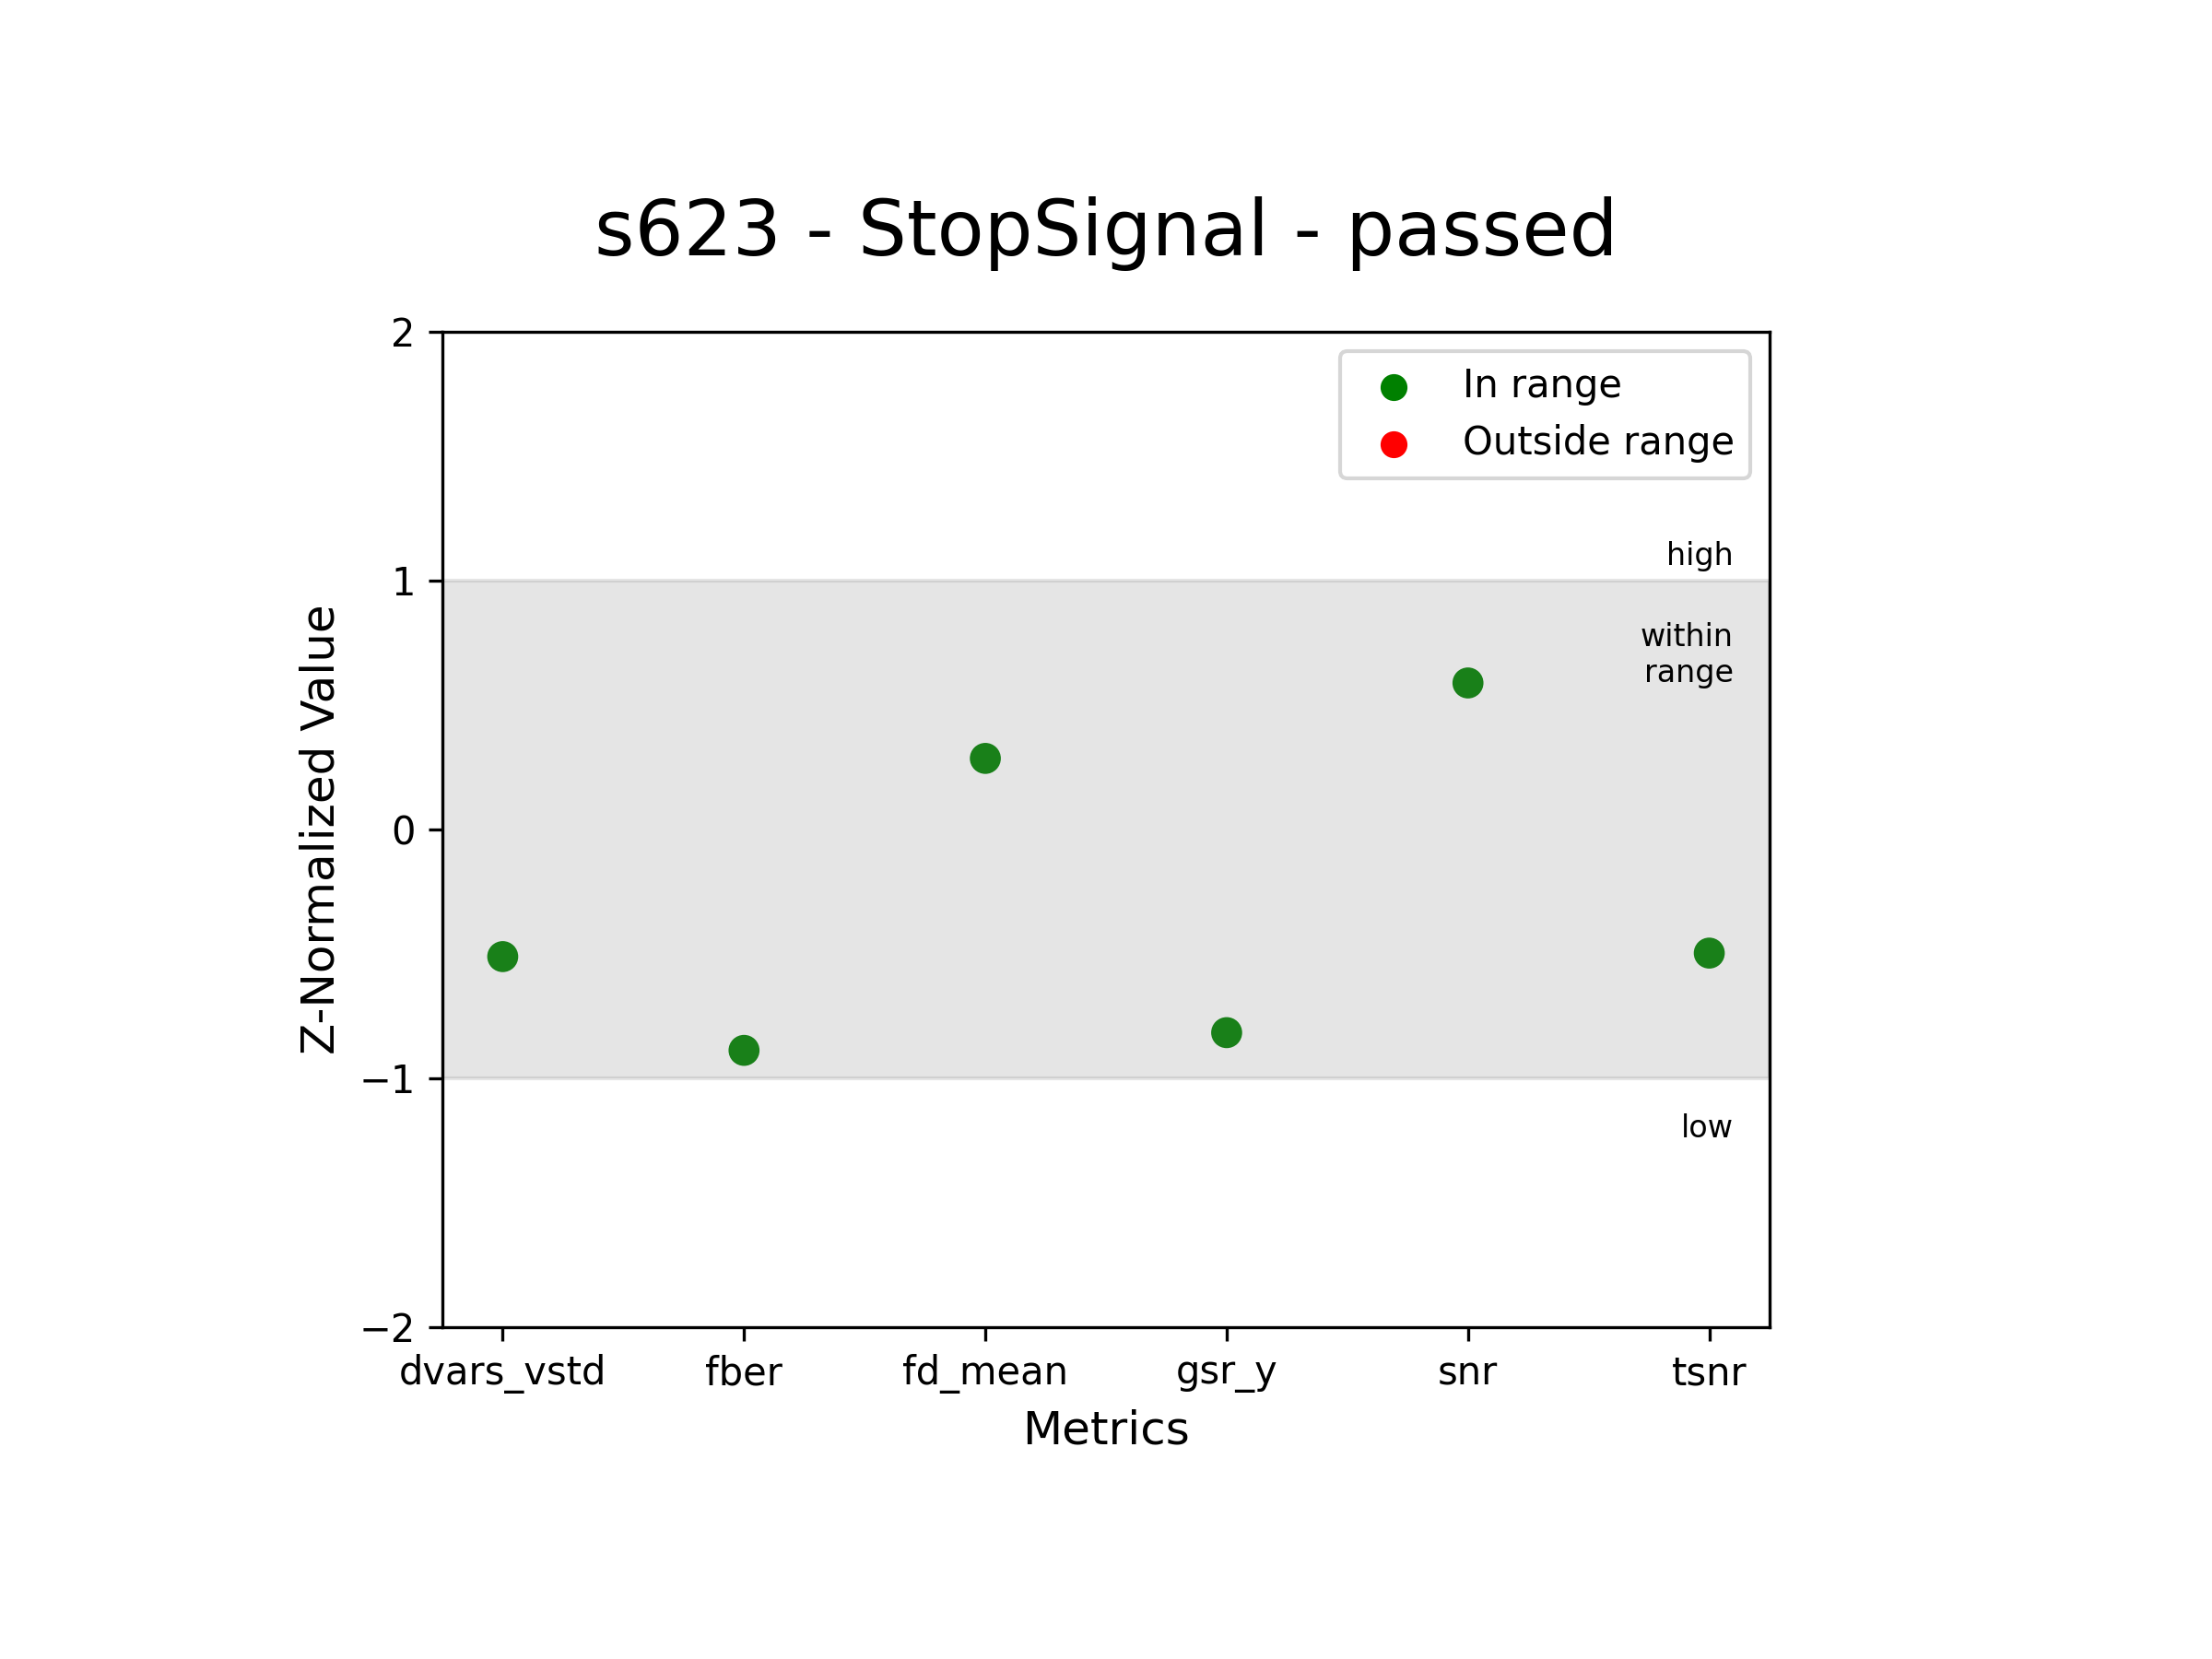 s623 - StopSignal - passed
2
In range
Outside range
high
1
within
range
Z-Normalized Value
0
−1
low
−2
dvars_vstd fber fd_mean gsr_y snr tsnr
Metrics